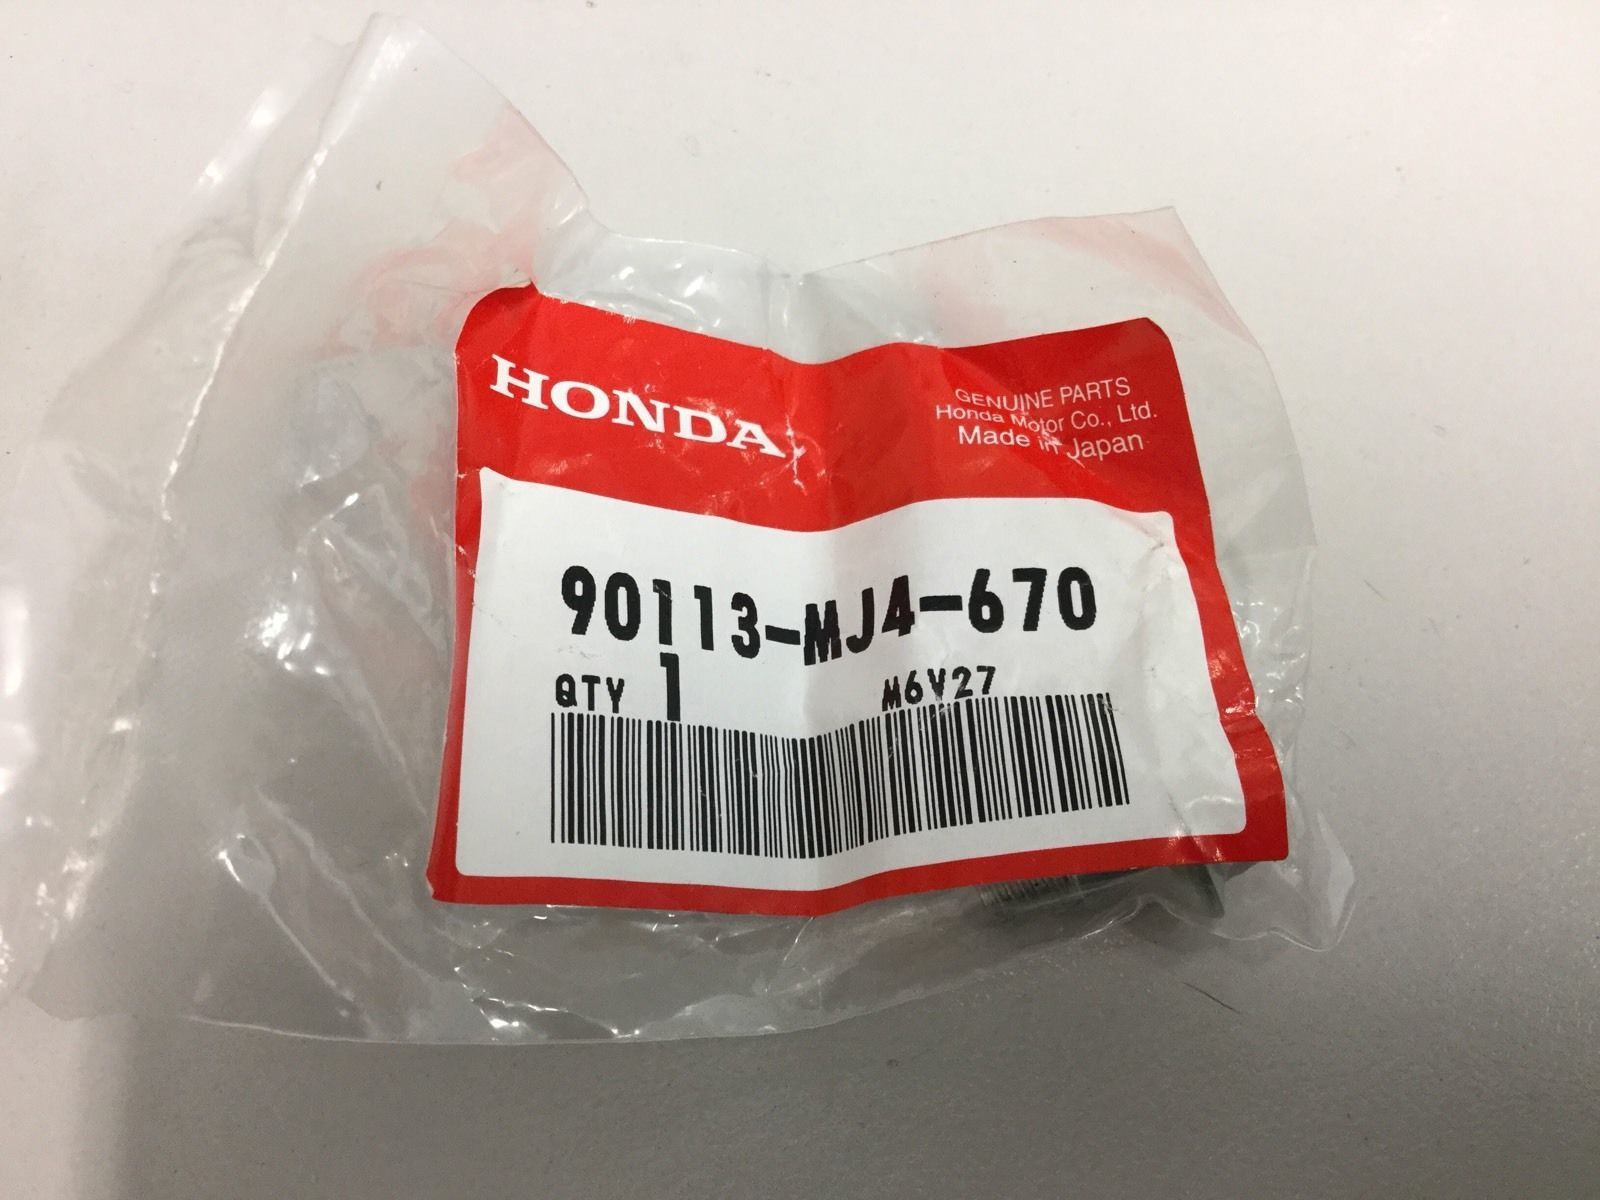 HONDA
GENUINE PARTS
Honda Motor Co., Ltd.
Made in Japan
90113-MJ4-670
QTY 1 M6V27